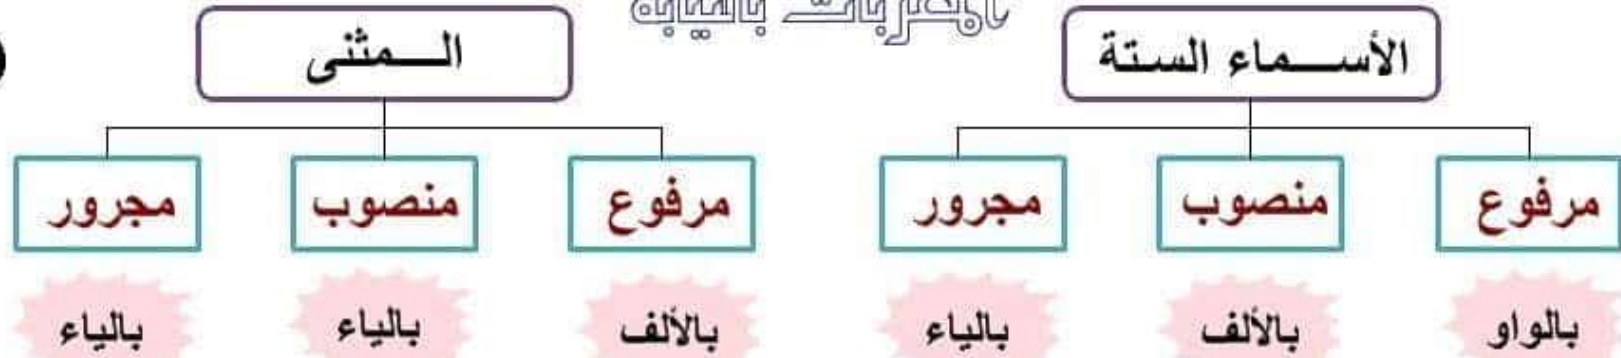 المعربات بالنيابة
الأسماء الستة
المثنى
مرفوع منصوب مجرور
مرفوع منصوب مجرور
بالواو بالألف بالياء
بالألف بالياء بالياء